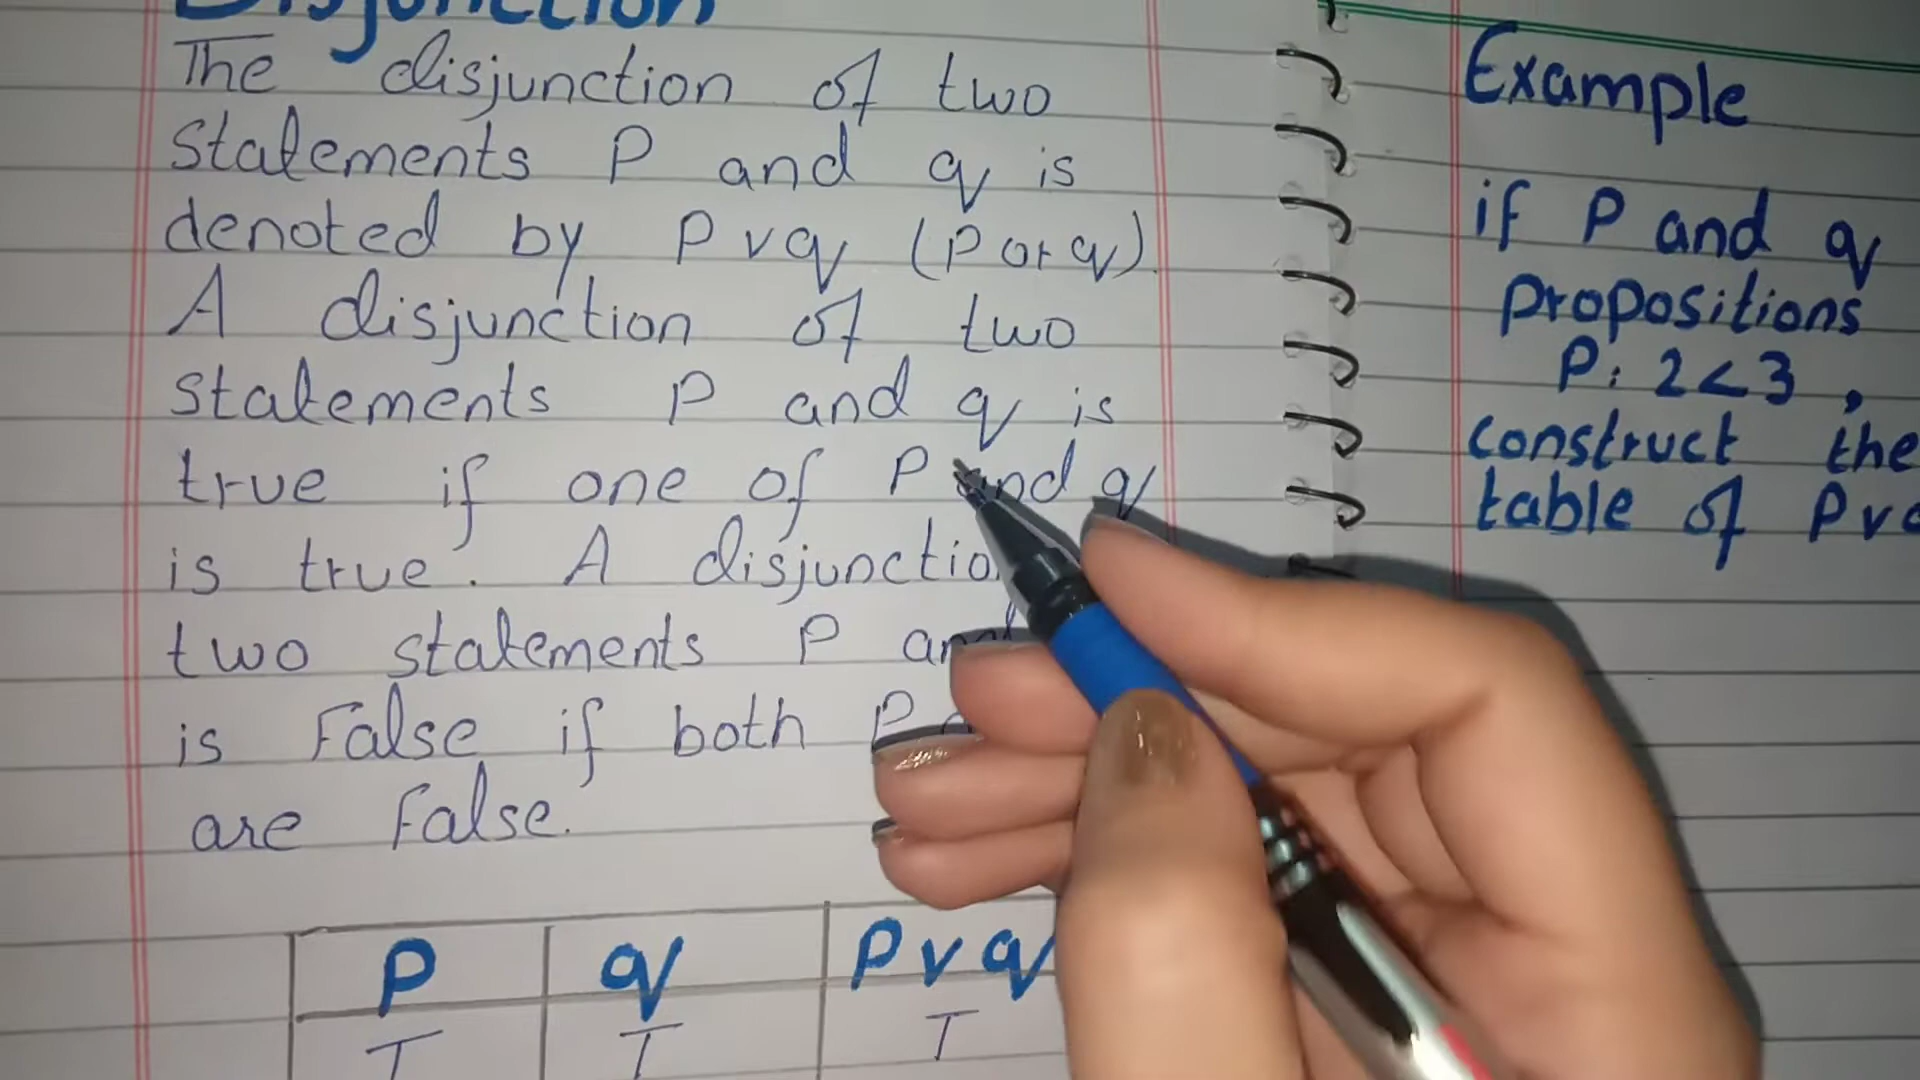 Disjunction
The disjunction of two
statements P and q is
denoted by P v q (P or q).
A disjunction of two
statements P and q is
true if one of P and q
is true. A disjunction
two statements P and
is False if both P
are False.
P q P v q
T T T
Example
if P and q
propositions
P: 2<3 ,
construct the
table of P v